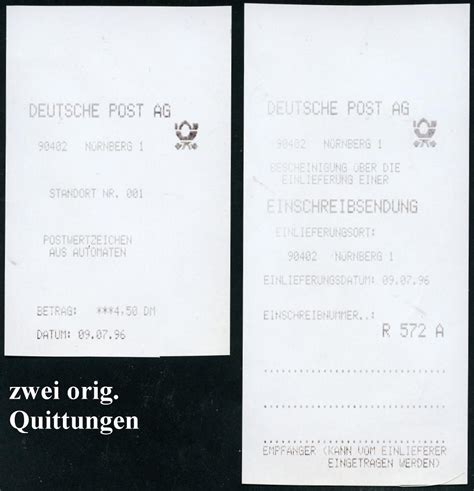 DEUTSCHE POST AG
90402 NÜRNBERG 1
STANDORT NR. 001
POSTWERTZEICHEN
AUS AUTOMATEN
BETRAG: ***4,50 DM
DATUM: 09.07.96
zwei orig.
Quittungen
DEUTSCHE POST AG
90402 NÜRNBERG 1
BESCHEINIGUNG ÜBER DIE
EINLIEFERUNG EINER
EINSCHREIBSENDUNG
EINLIEFERUNGSORT:
90402 NÜRNBERG 1
EINLIEFERUNGSDATUM: 09.07.96
EINSCHREIBNUMMER..:
R 572 A
EMPFÄNGER (KANN VOM EINLIEFERER
EINGETRAGEN WERDEN)